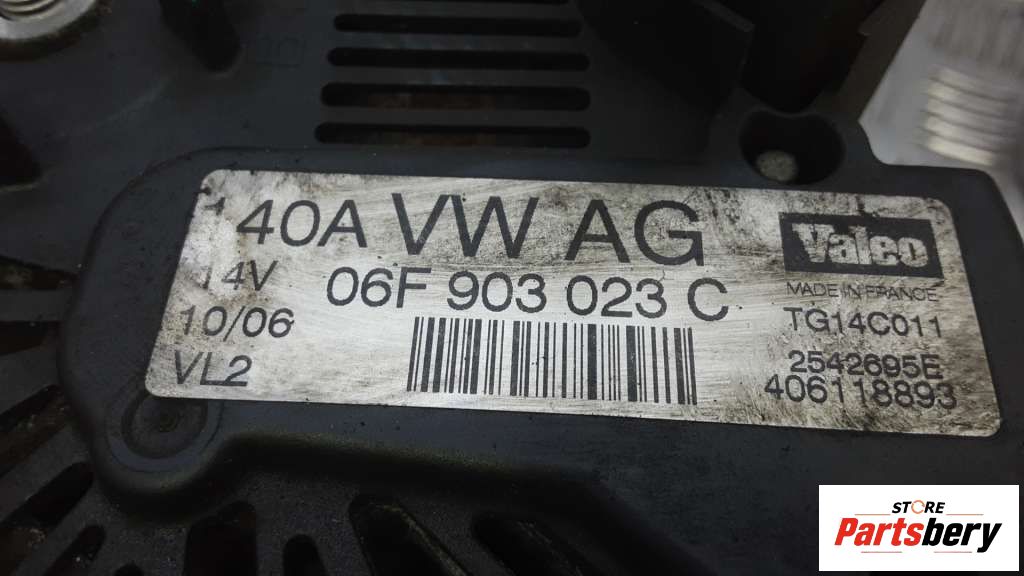 140A VW AG
14V 06F 903 023 C
10/06
VL2
Valeo
MADE IN FRANCE
TG14C011
2542695E
406118893
STORE
Partsbery